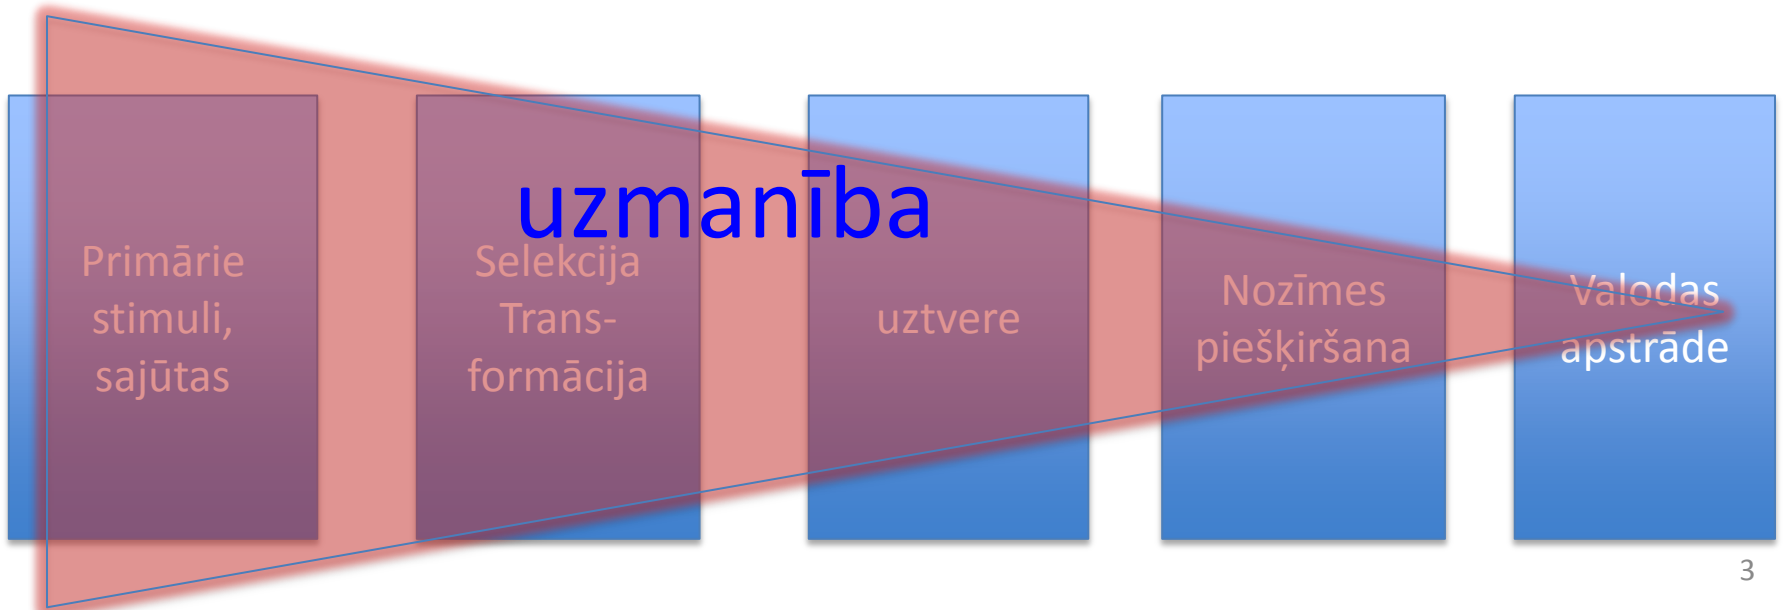 uzmanība
Primārie
stimuli,
sajūtas
Selekcija
Trans-
formācija
uztvere
Nozīmes
piešķiršana
Valodas
apstrāde
3